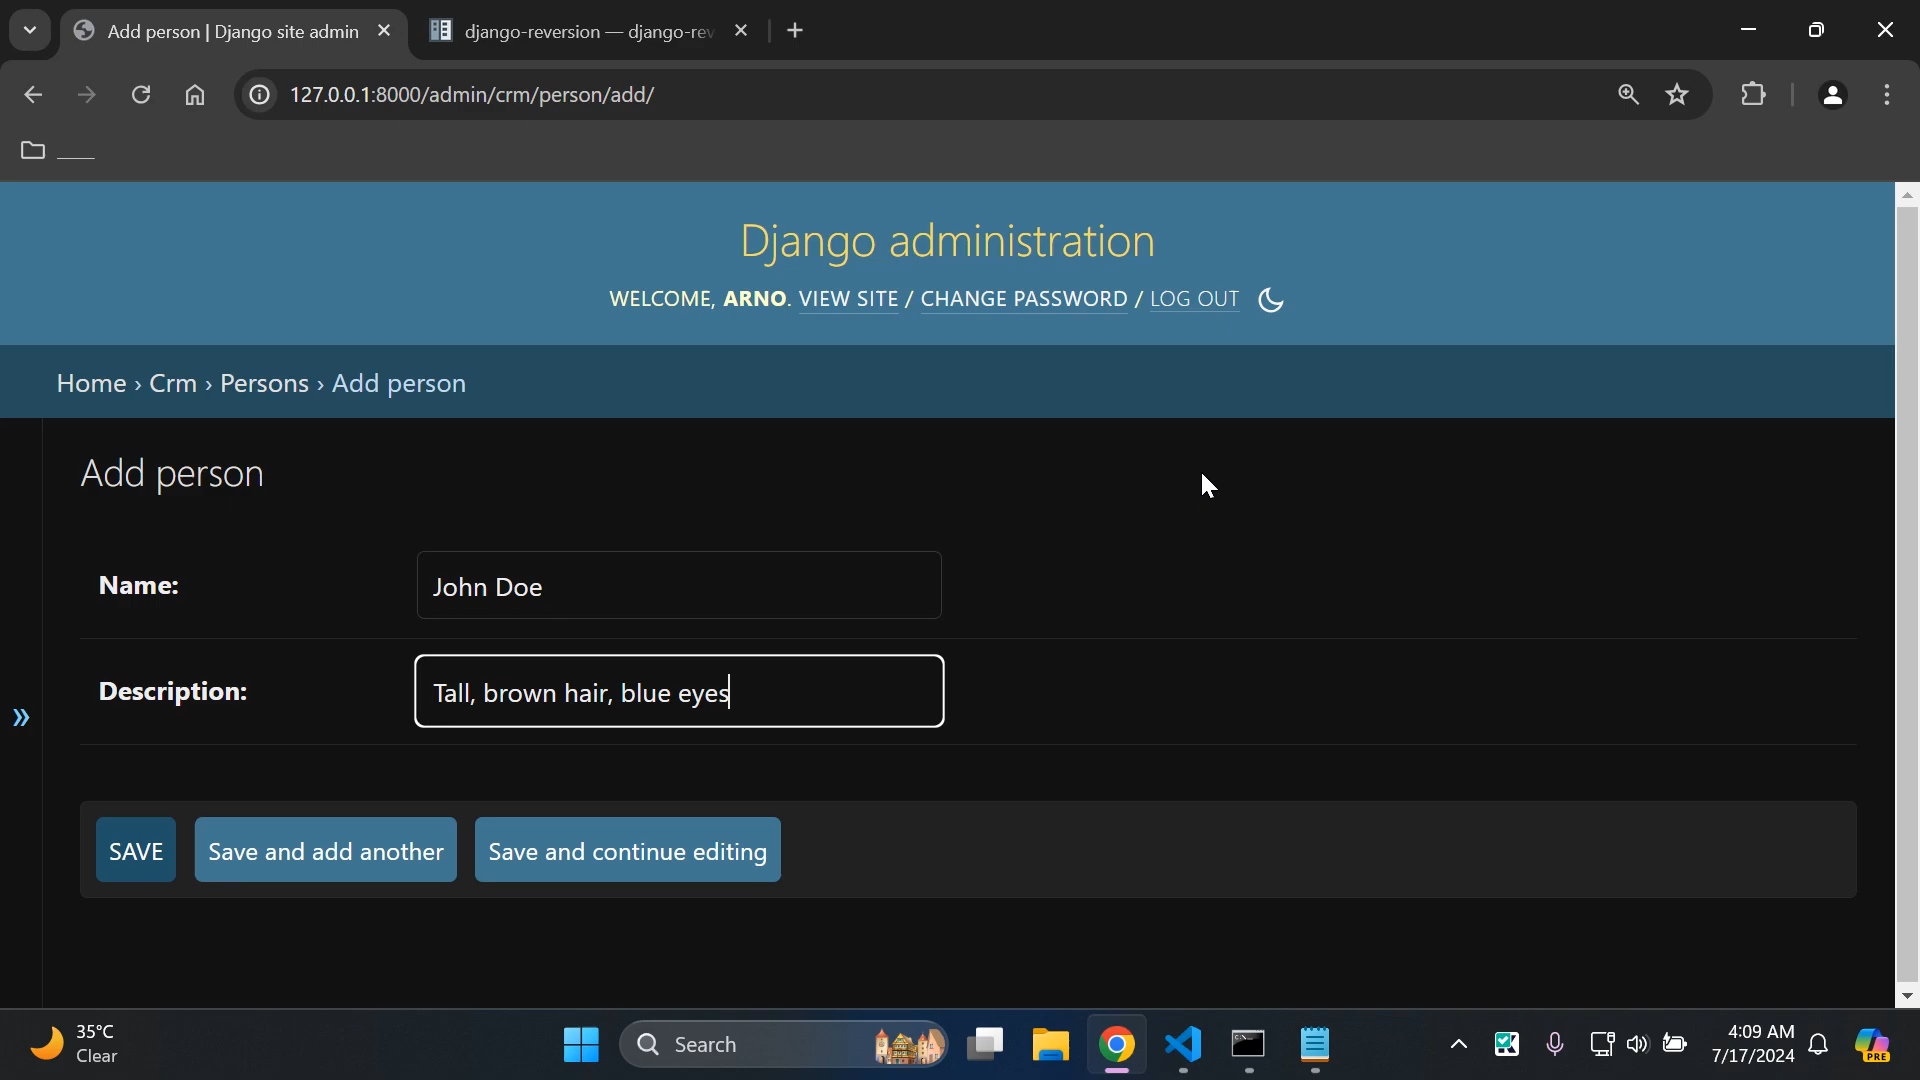 Add person | Django site admin
django-reversion — django-rev
127.0.0.1:8000/admin/crm/person/add/
____
Django administration
WELCOME, ARNO. VIEW SITE / CHANGE PASSWORD / LOG OUT
Home › Crm › Persons › Add person
Add person
Name: John Doe
Description: Tall, brown hair, blue eyes
»
SAVE Save and add another Save and continue editing
35°C
Clear
Search
4:09 AM
7/17/2024
PRE